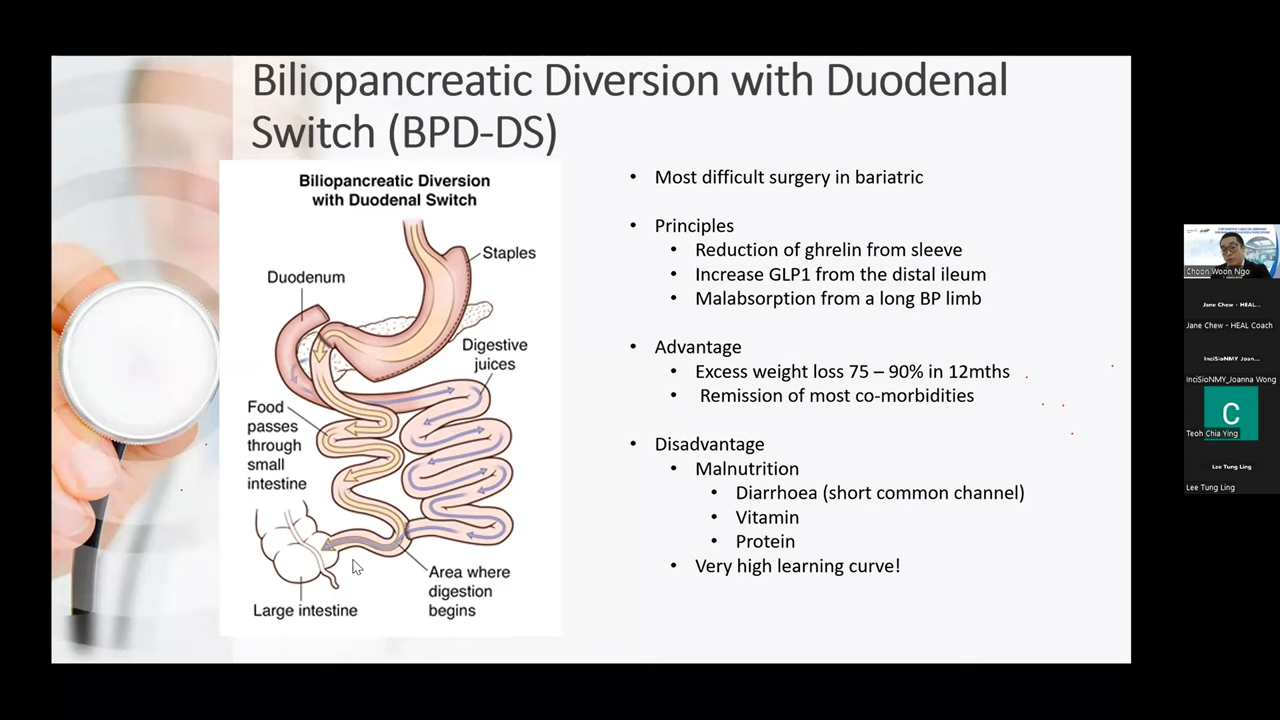 Biliopancreatic Diversion with Duodenal
Switch (BPD-DS)
Biliopancreatic Diversion
with Duodenal Switch
Staples
Duodenum
Digestive
juices
Food
passes
through
small
intestine
Area where
digestion
begins
Large intestine
• Most difficult surgery in bariatric
• Principles
• Reduction of ghrelin from sleeve
• Increase GLP1 from the distal ileum
• Malabsorption from a long BP limb
• Advantage
• Excess weight loss 75 – 90% in 12mths
• Remission of most co-morbidities
• Disadvantage
• Malnutrition
• Diarrhoea (short common channel)
• Vitamin
• Protein
• Very high learning curve!
Choon Woon Ngo
Jane Chew - HEAL...
Jane Chew - HEAL Coach
InciSioNMY_Joan...
InciSioNMY_Joanna Wong
C
Teoh Chia Ying
Lee Tung Ling
Lee Tung Ling